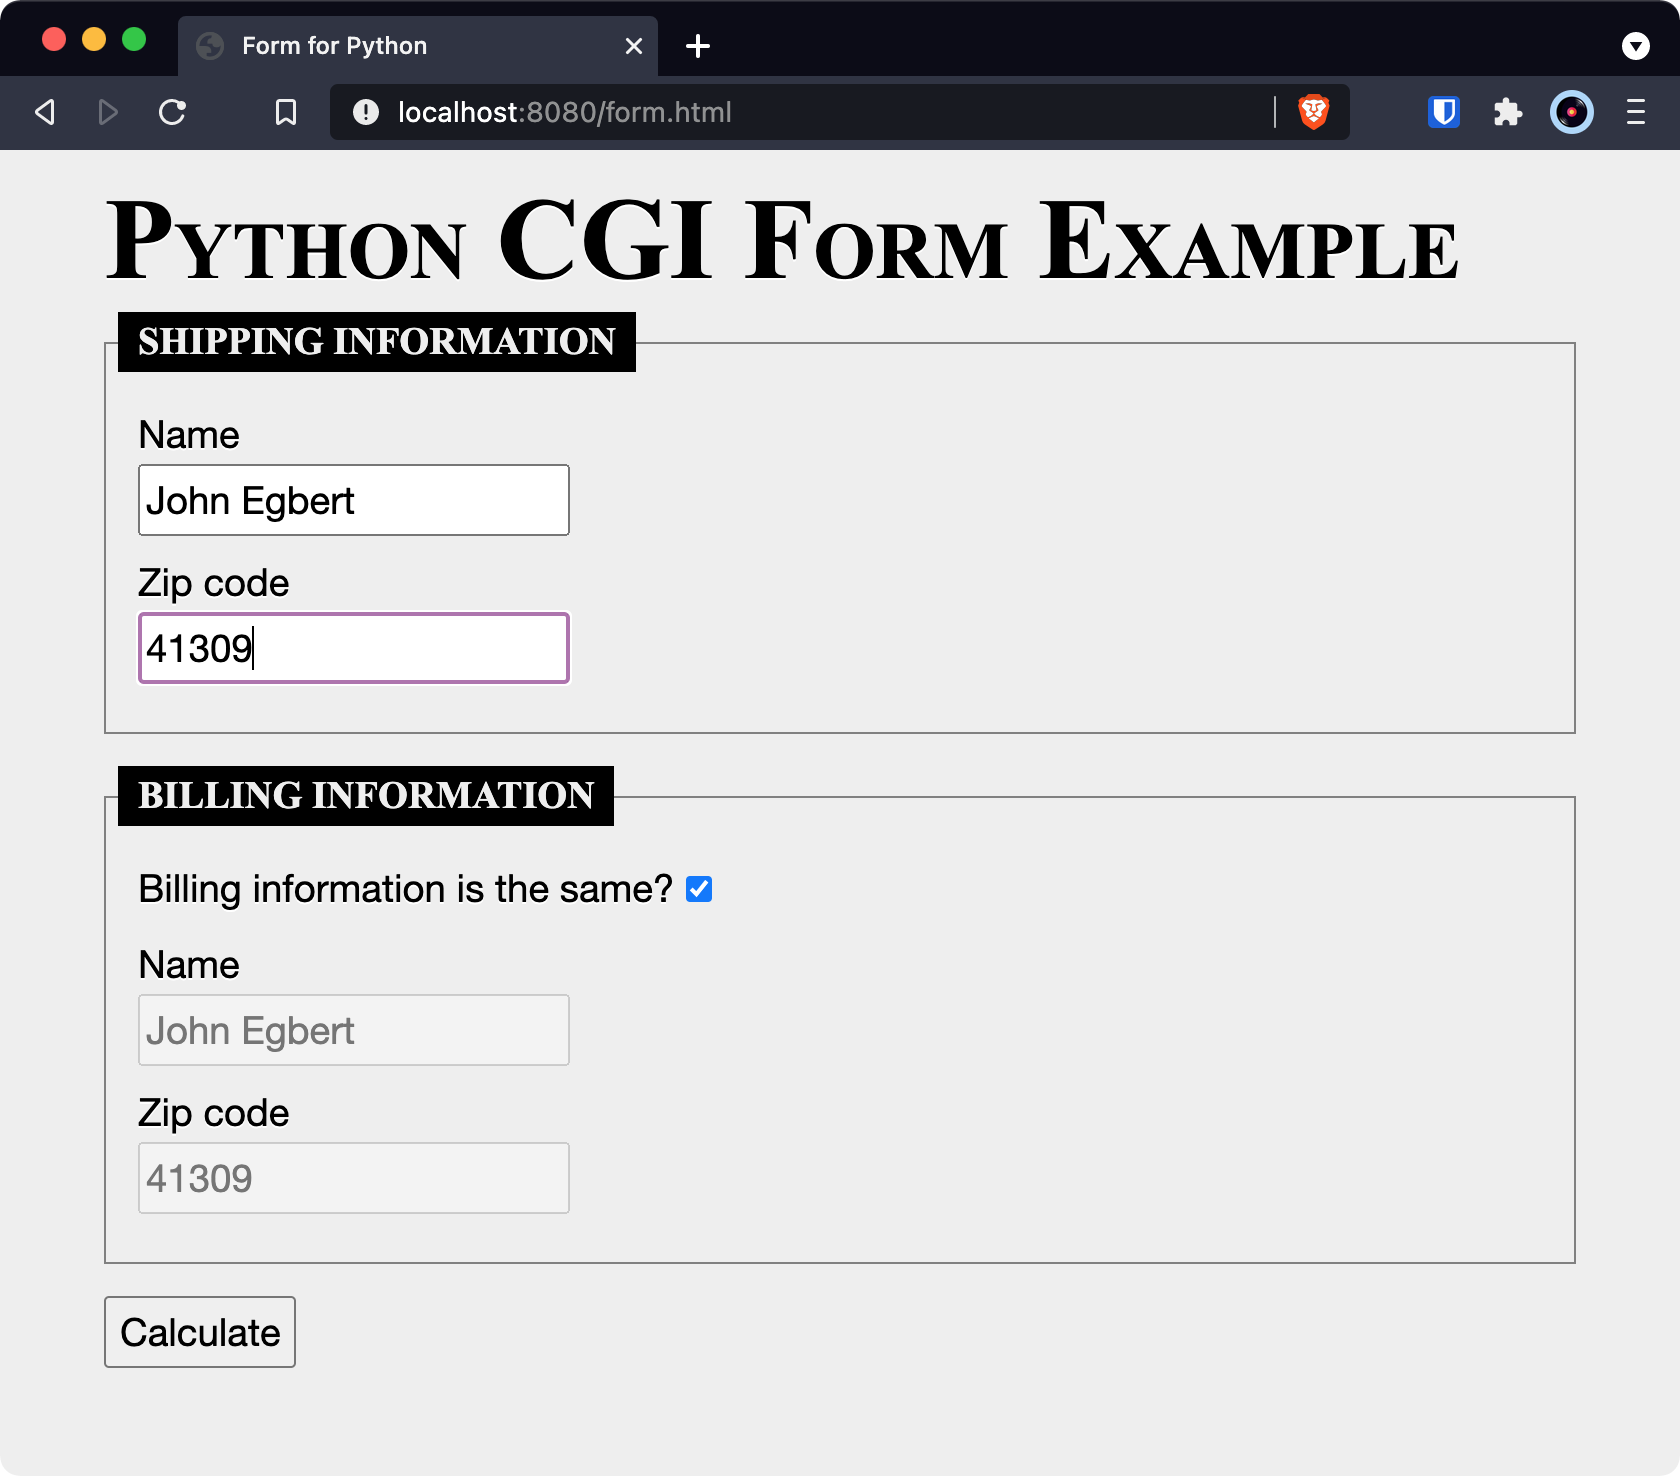 Form for Python
localhost:8080/form.html
Python CGI Form Example
SHIPPING INFORMATION
Name
John Egbert
Zip code
41309
BILLING INFORMATION
Billing information is the same?
Name
John Egbert
Zip code
41309
Calculate